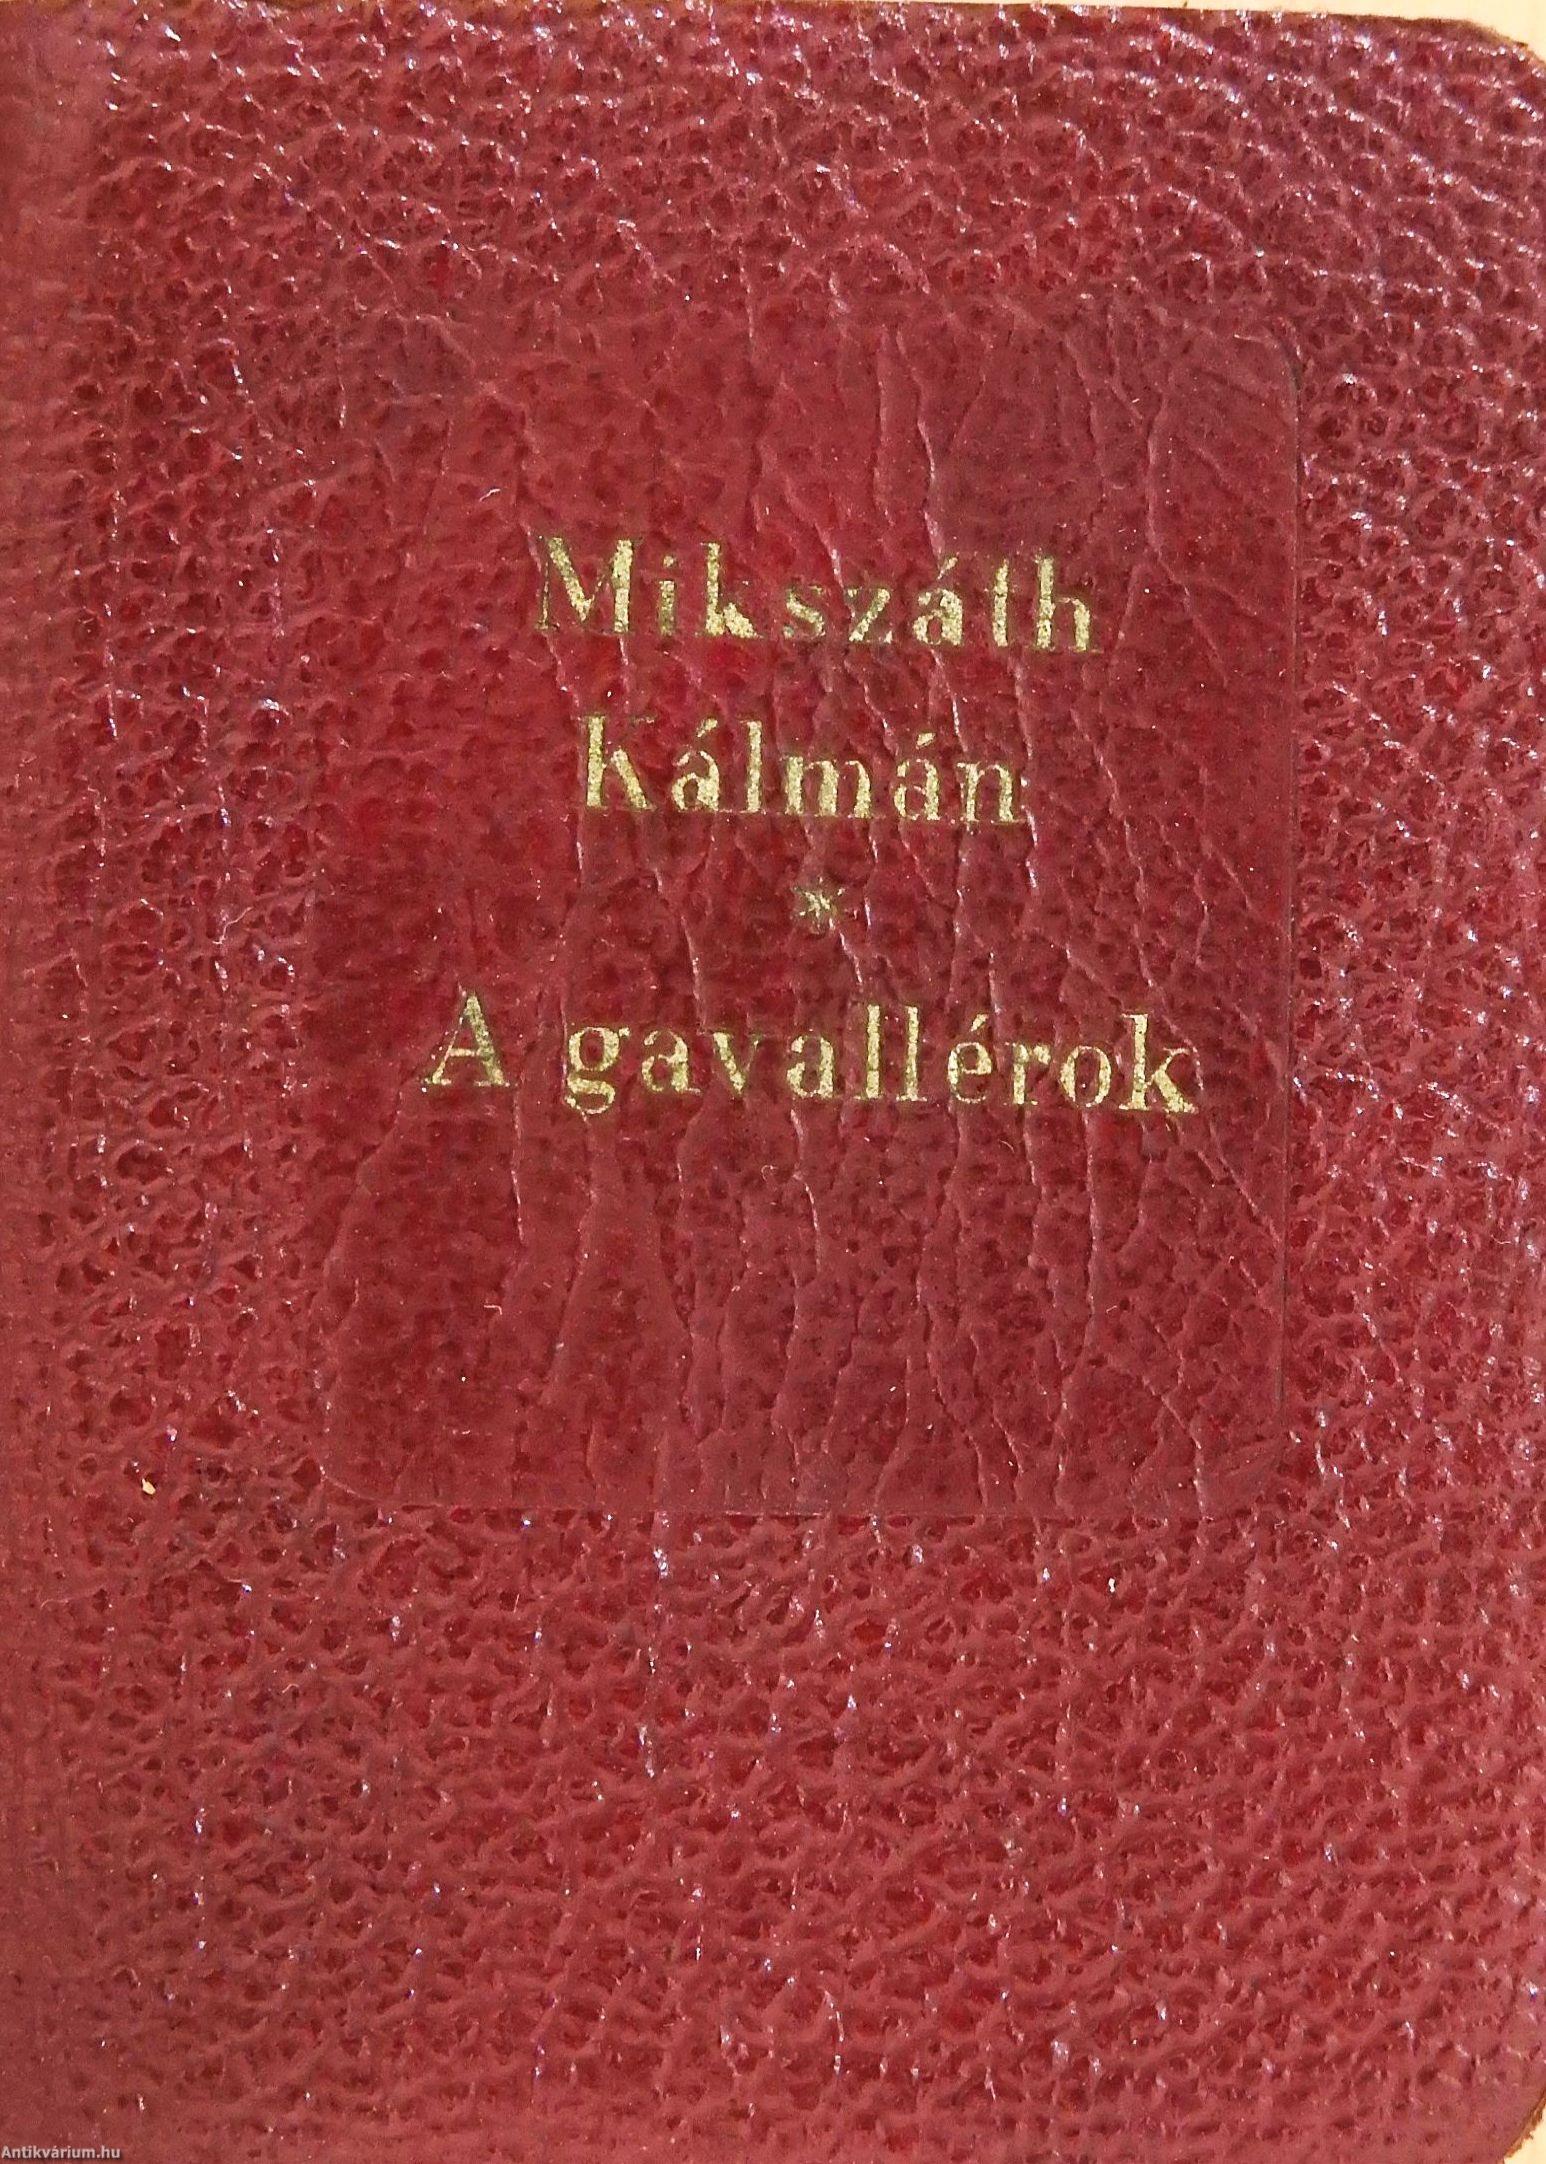 Mikszáth
Kálmán
*
A gavallérok
Antikvárium.hu